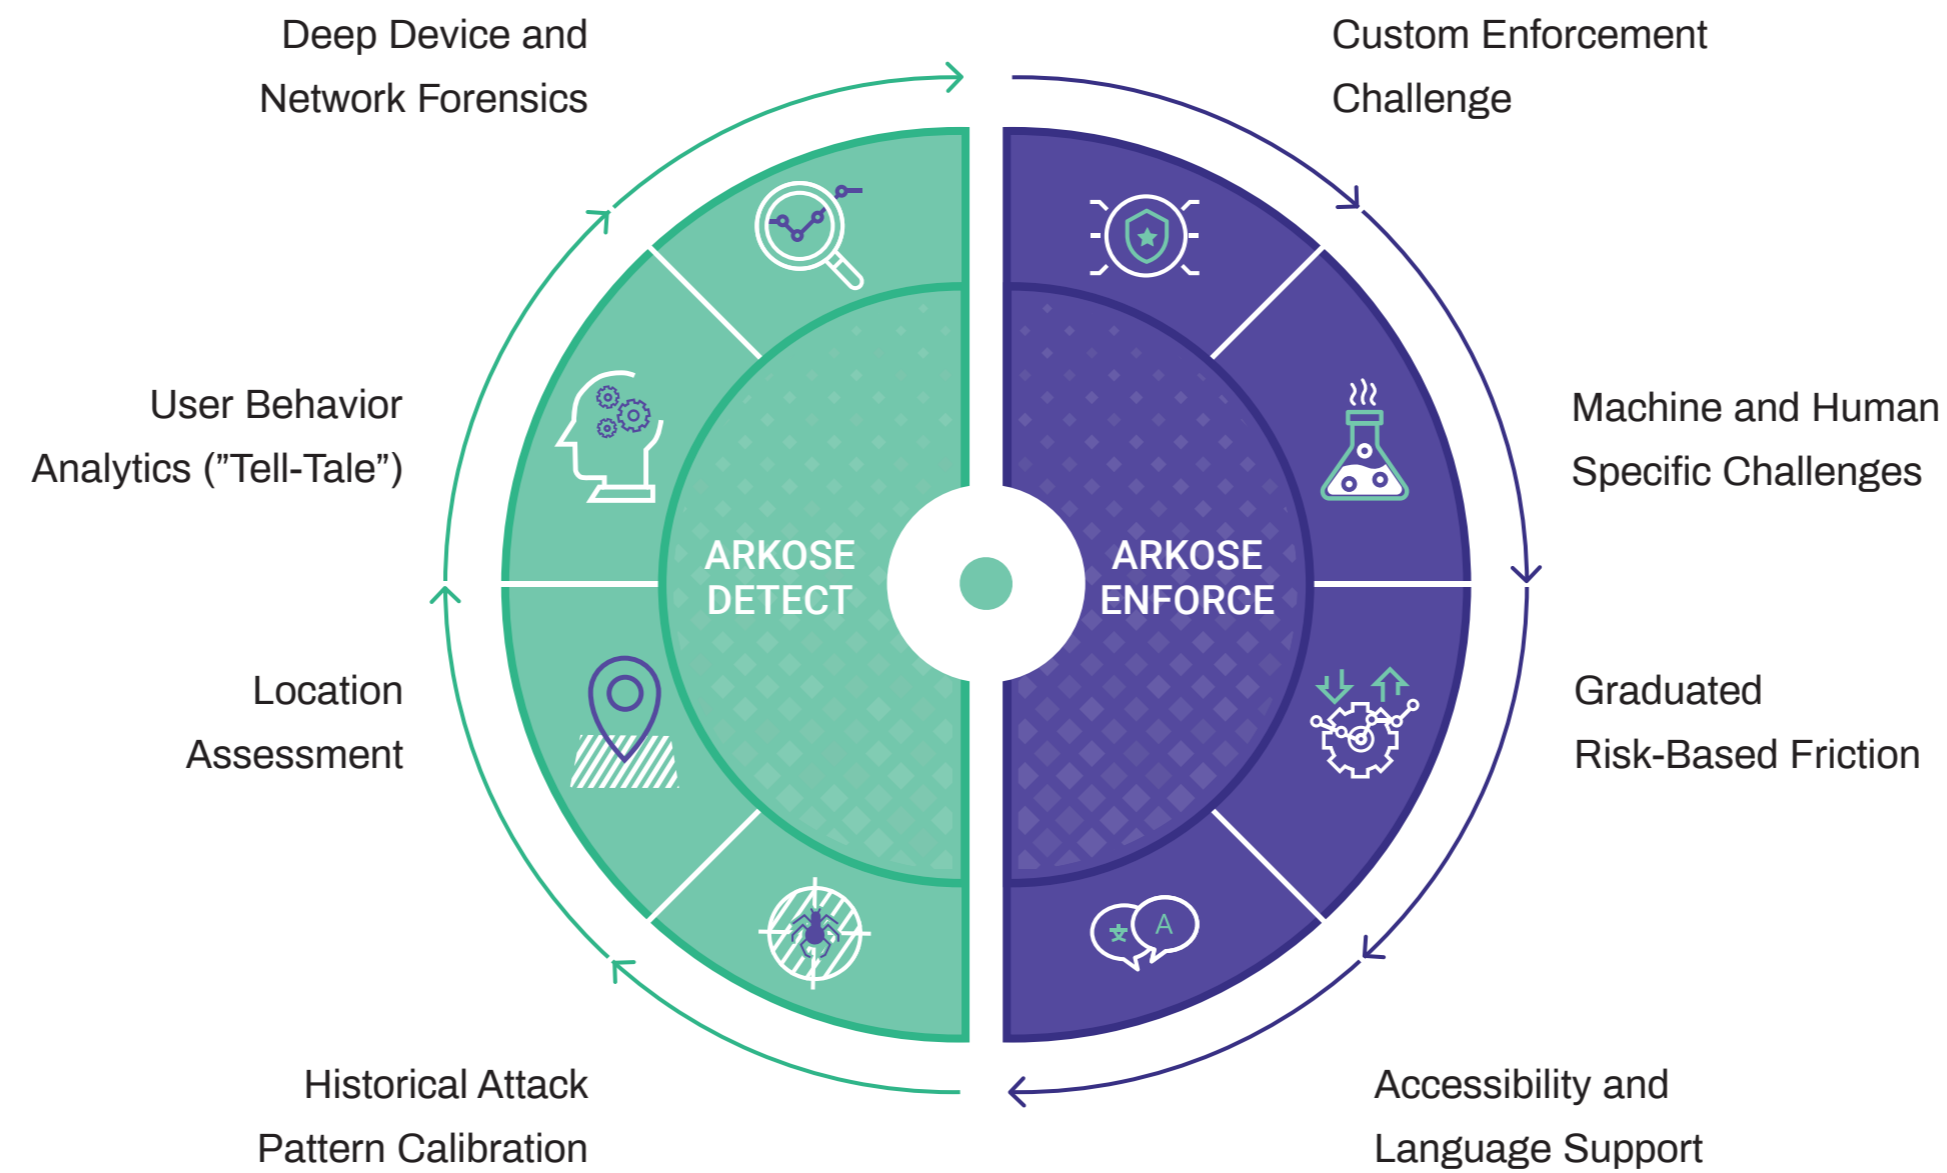 Deep Device and
Network Forensics
Custom Enforcement
Challenge
User Behavior
Analytics (”Tell-Tale”)
Machine and Human
Specific Challenges
ARKOSE
DETECT
ARKOSE
ENFORCE
Location
Assessment
Graduated
Risk-Based Friction
文
A
Historical Attack
Pattern Calibration
Accessibility and
Language Support